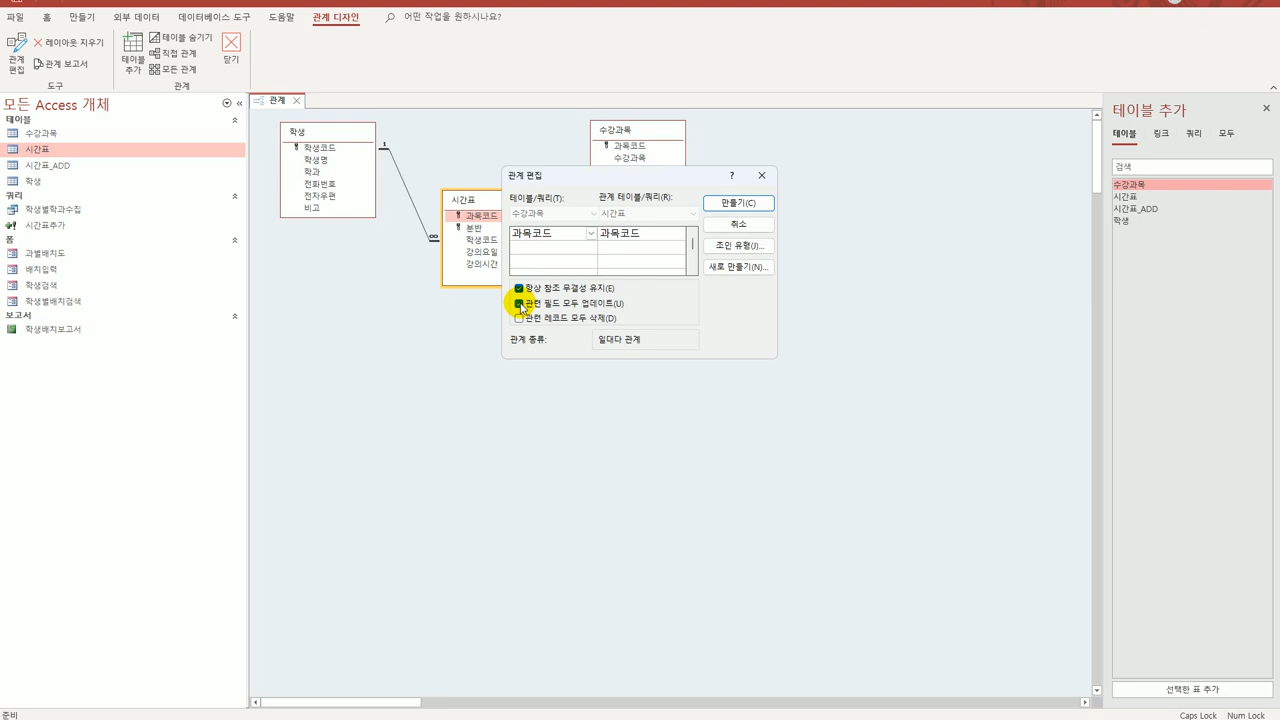 파일 홈 만들기 외부 데이터 데이터베이스 도구 도움말 관계 디자인 어떤 작업을 원하시나요?
관계
편집
레이아웃 지우기
관계 보고서
도구
테이블
추가
테이블 숨기기
직접 관계
모든 관계
관계
닫기
모든 Access 개체
테이블
수강과목
시간표
시간표_ADD
학생
쿼리
학생별학과수집
시간표추가
폼
과별배치도
배치입력
학생검색
학생별배치검색
보고서
학생배치보고서
관계
학생
학생코드
학생명
학과
전화번호
전자우편
비고
시간표
과목코드
분반
학생코드
강의요일
강의시간
수강과목
과목코드
수강과목
1
∞
관계 편집
?
테이블/쿼리(T): 관계 테이블/쿼리(R):
수강과목 시간표
과목코드 과목코드
항상 참조 무결성 유지(E)
관련 필드 모두 업데이트(U)
관련 레코드 모두 삭제(D)
관계 종류: 일대다 관계
만들기(C)
취소
조인 유형(J)...
새로 만들기(N)...
테이블 추가
테이블 링크 쿼리 모두
검색
수강과목
시간표
시간표_ADD
학생
선택한 표 추가
준비 Caps Lock Num Lock